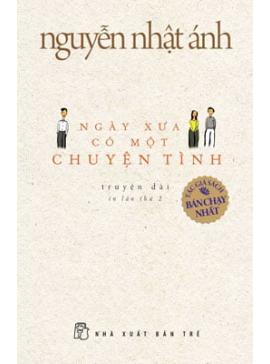 nguyễn nhật ánh
NGÀY XƯA
CÓ MỘT
CHUYỆN TÌNH
truyện dài
in lần thứ 2
TÁC GIẢ SÁCH
BÁN CHẠY
NHẤT
NHÀ XUẤT BẢN TRẺ